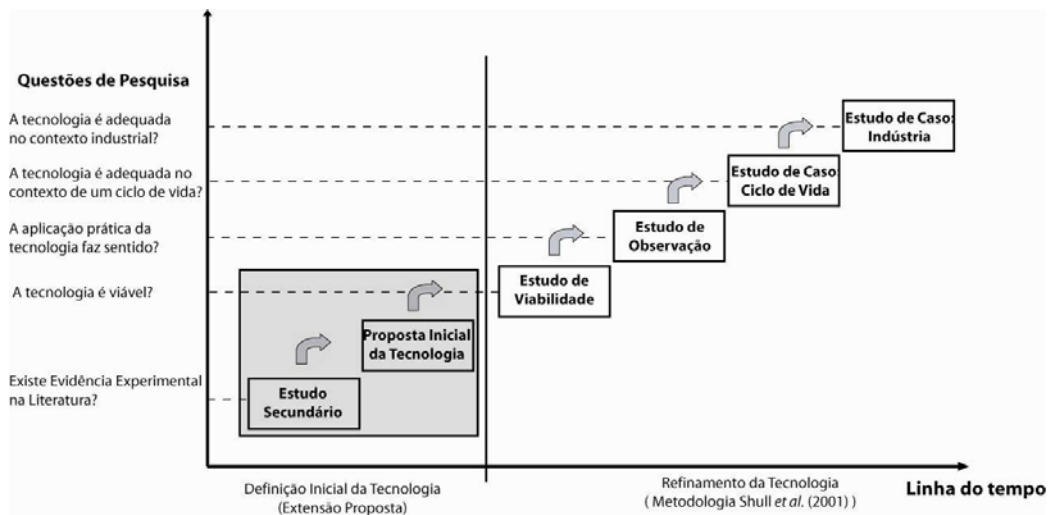 Questões de Pesquisa
A tecnologia é adequada
no contexto industrial?
A tecnologia é adequada no
contexto de um ciclo de vida?
A aplicação prática da
tecnologia faz sentido?
A tecnologia é viável?
Existe Evidência Experimental
na Literatura?
Estudo de Caso:
Indústria
Estudo de Caso:
Ciclo de Vida
Estudo de
Observação
Estudo de
Viabilidade
Proposta Inicial
da Tecnologia
Estudo
Secundário
Definição Inicial da Tecnologia
(Extensão Proposta)
Refinamento da Tecnologia
( Metodologia Shull et al. (2001) )
Linha do tempo